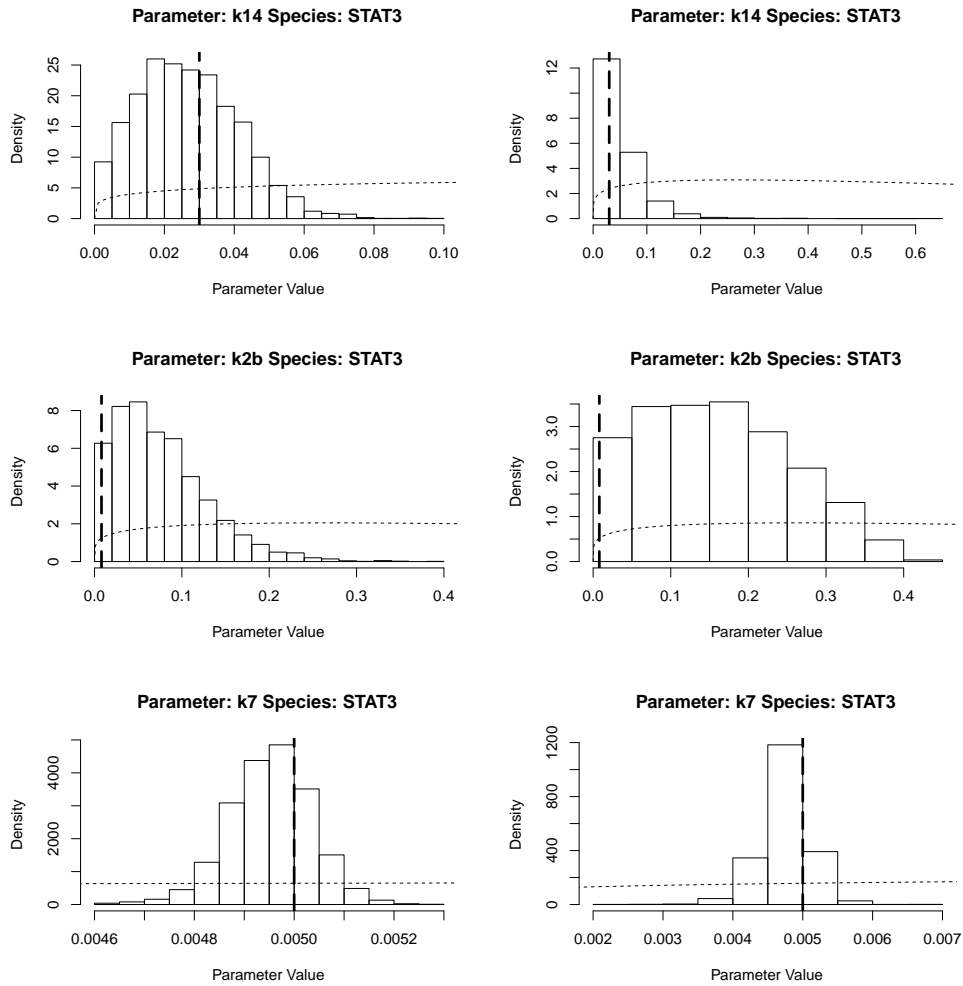 Parameter: k14 Species: STAT3
Density
0 5 10 15 20 25
0.00 0.02 0.04 0.06 0.08 0.10
Parameter Value
Parameter: k14 Species: STAT3
Density
0 2 4 6 8 12
0.0 0.1 0.2 0.3 0.4 0.5 0.6
Parameter Value
Parameter: k2b Species: STAT3
Density
0 2 4 6 8
0.0 0.1 0.2 0.3 0.4
Parameter Value
Parameter: k2b Species: STAT3
Density
0.0 1.0 2.0 3.0
0.0 0.1 0.2 0.3 0.4
Parameter Value
Parameter: k7 Species: STAT3
Density
0 2000 4000
0.0046 0.0048 0.0050 0.0052
Parameter Value
Parameter: k7 Species: STAT3
Density
0 400 800 1200
0.002 0.003 0.004 0.005 0.006 0.007
Parameter Value